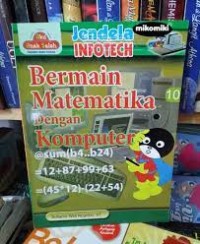 Anak Saleh
Jendela
INFOTECH
mikomiki
Bermain
Matematika
10
Dengan
Komputer
@sum(b4..b24)
=12+87+99+63
=(45*12)-(22+54)